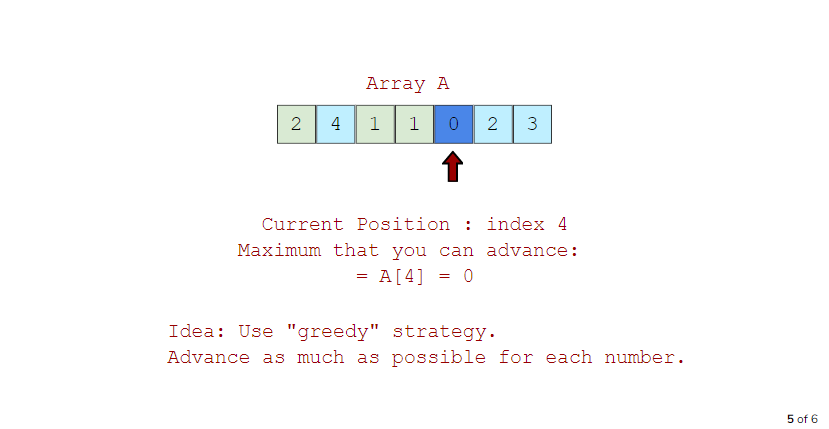 Array A
2 4 1 1 0 2 3
Current Position : index 4
Maximum that you can advance:
= A[4] = 0
Idea: Use "greedy" strategy.
Advance as much as possible for each number.
5 of 6